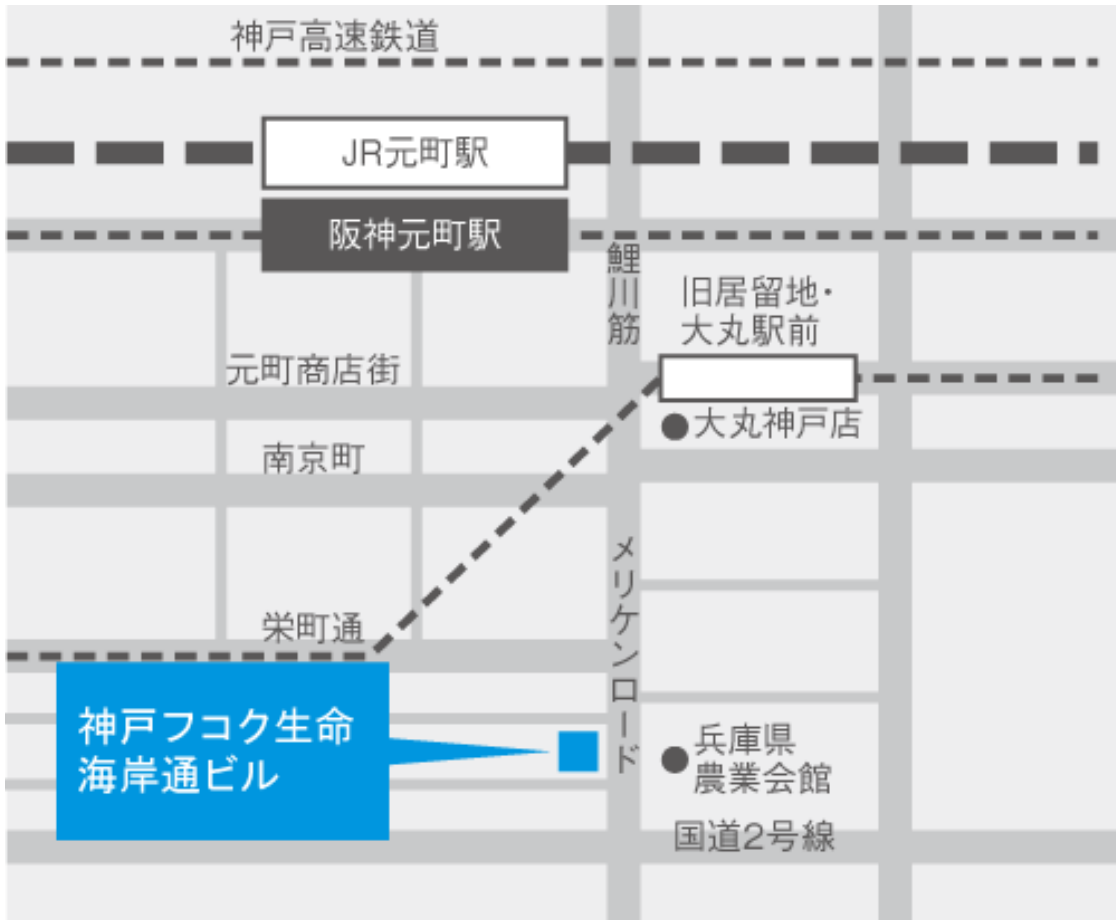 神戸高速鉄道
JR元町駅
阪神元町駅
鯉川筋
旧居留地・
大丸駅前
元町商店街
大丸神戸店
南京町
メリケンロード
栄町通
神戸フコク生命
海岸通ビル
兵庫県
農業会館
国道2号線